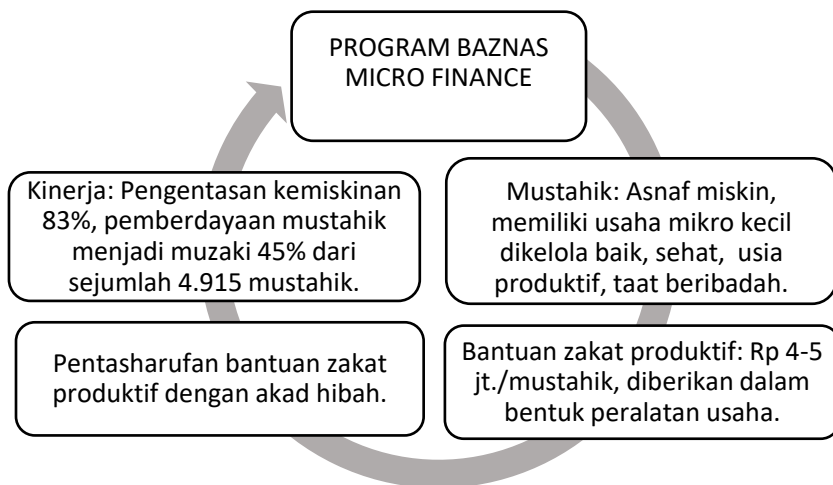 PROGRAM BAZNAS
MICRO FINANCE
Mustahik: Asnaf miskin,
memiliki usaha mikro kecil
dikelola baik, sehat, usia
produktif, taat beribadah.
Bantuan zakat produktif: Rp 4-5
jt./mustahik, diberikan dalam
bentuk peralatan usaha.
Pentasharufan bantuan zakat
produktif dengan akad hibah.
Kinerja: Pengentasan kemiskinan
83%, pemberdayaan mustahik
menjadi muzaki 45% dari
sejumlah 4.915 mustahik.